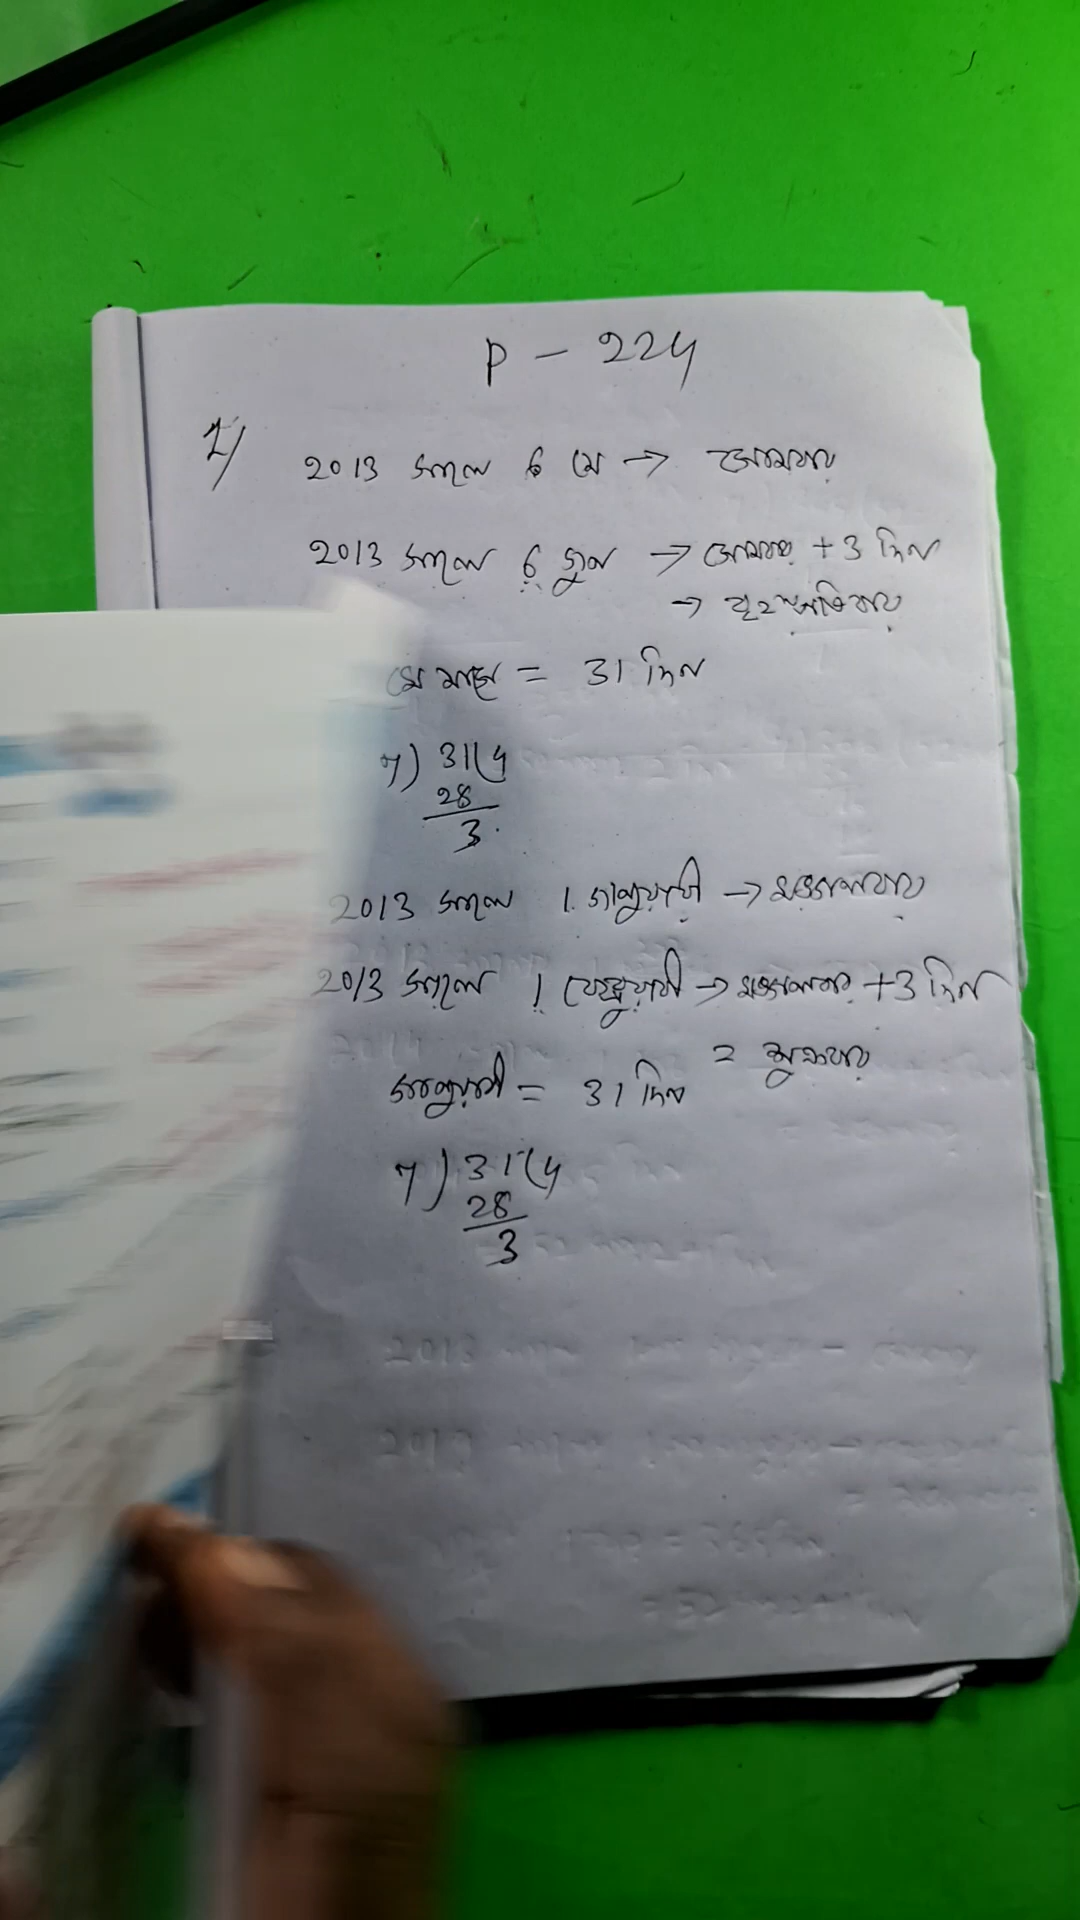 P - 224
1/
2013 সালে 6 মে → সোমবার
2013 সালে 6 জুন → সোমবার +3 দিন
→ বৃহস্পতিবার
মে মাসে = 31 দিন
7) 31(4
28
3
2013 সালে 1 জানুয়ারী → মঙ্গলবার
2013 সালে 1 ফেব্রুয়ারী → মঙ্গলবার +3 দিন
= শুক্রবার
জানুয়ারী = 31 দিন
7) 31(4
28
3